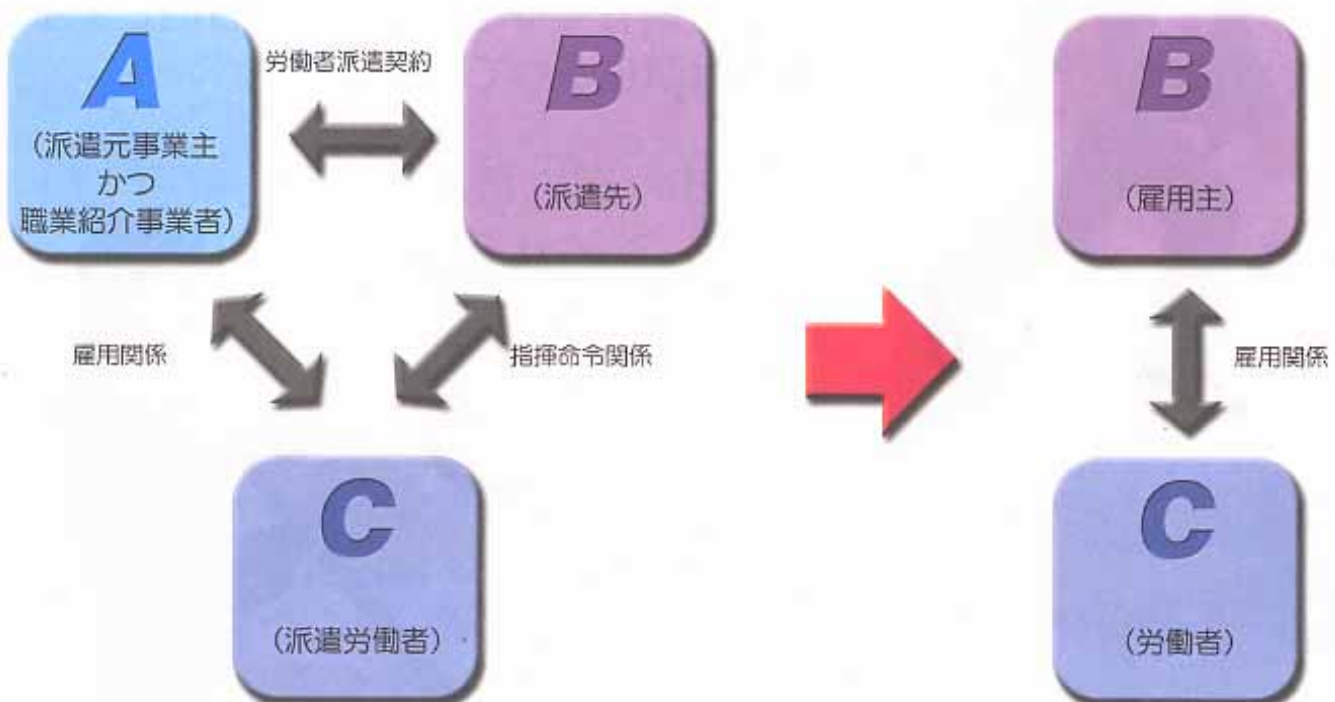 A
(派遣元事業主
かつ
職業紹介事業者)
労働者派遣契約
B
(派遣先)
雇用関係
指揮命令関係
C
(派遣労働者)
B
(雇用主)
雇用関係
C
(労働者)